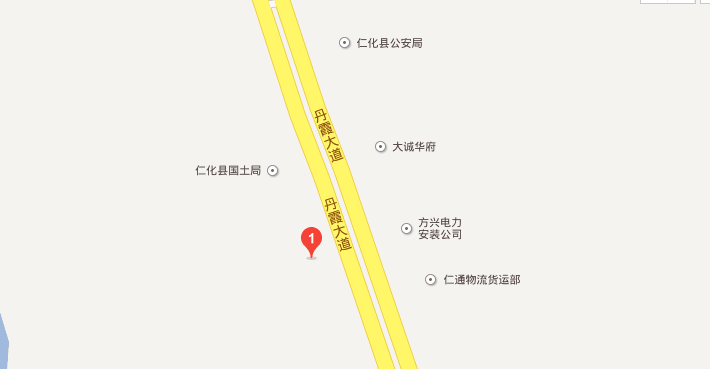 仁化县公安局
丹霞大道
大诚华府
仁化县国土局
丹霞大道
方兴电力
安装公司
1
仁通物流货运部